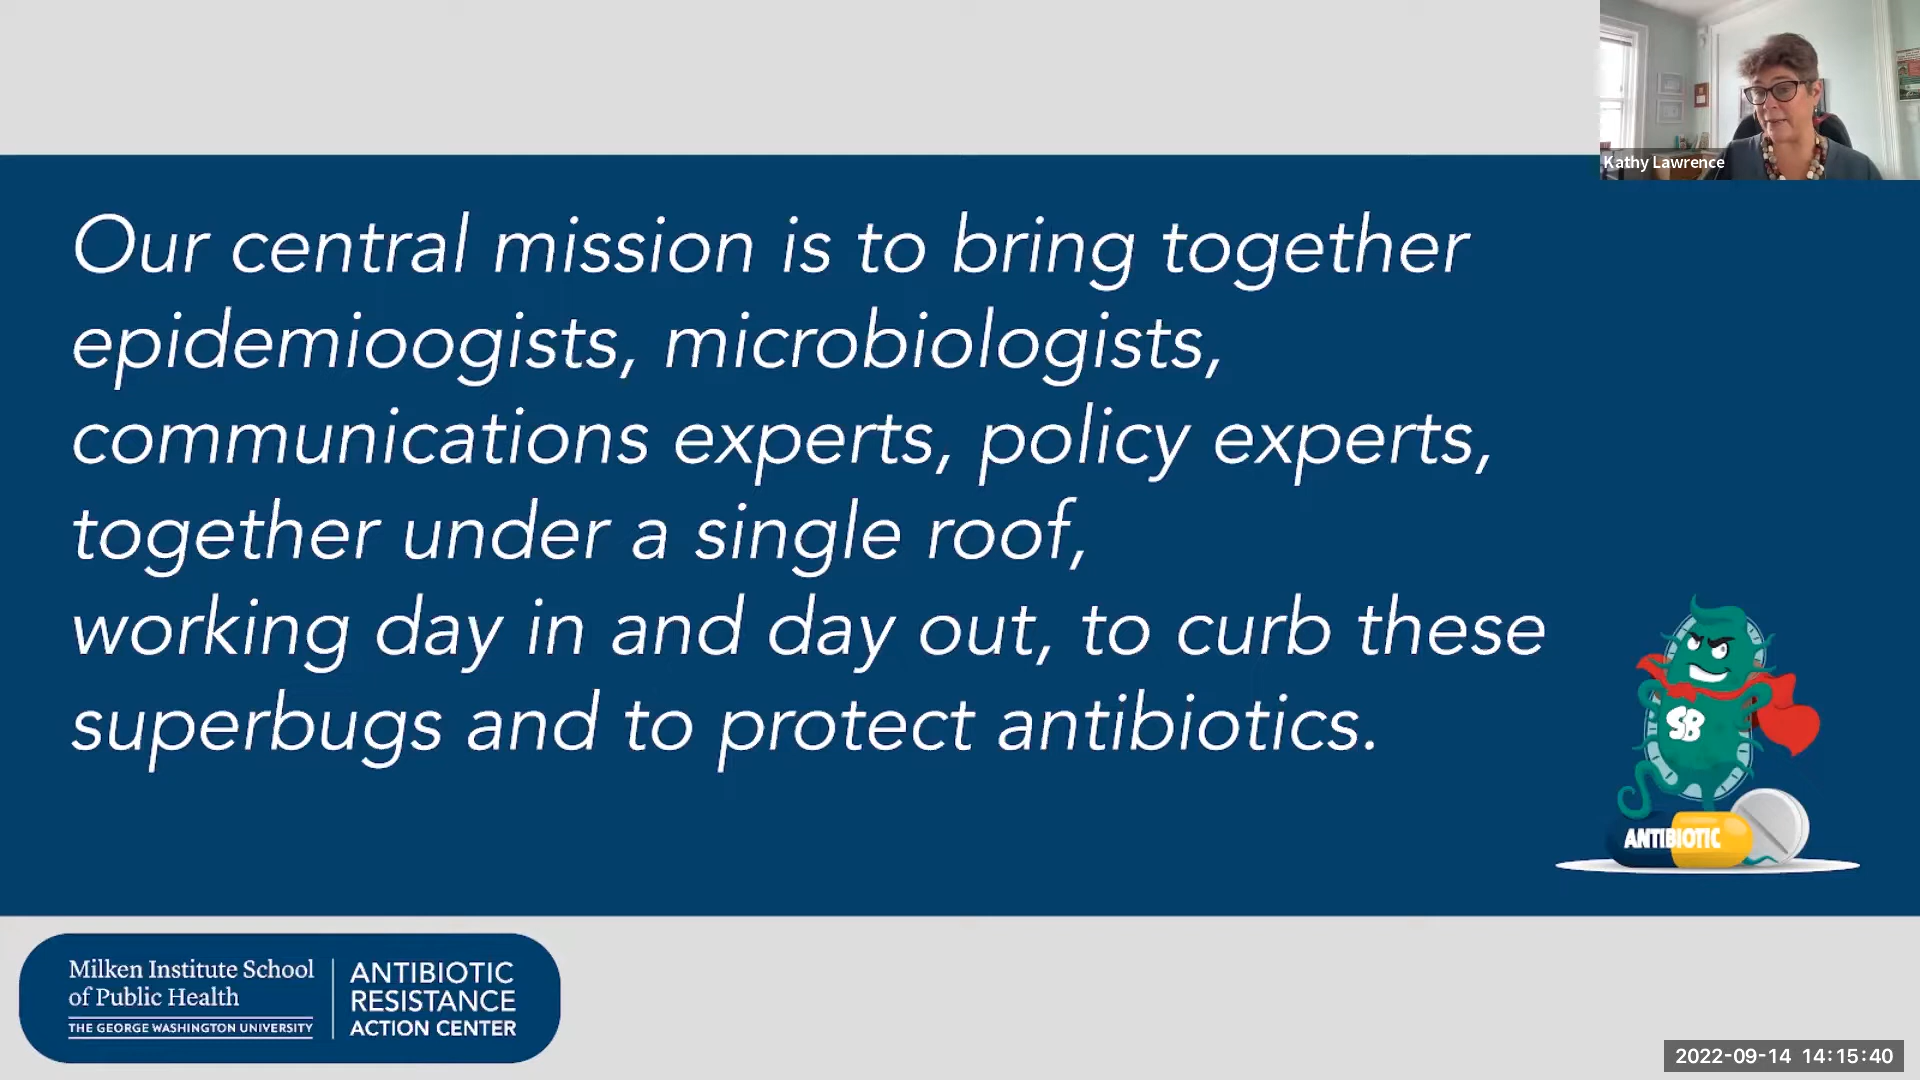 Kathy Lawrence
Our central mission is to bring together
epidemioogists, microbiologists,
communications experts, policy experts,
together under a single roof,
working day in and day out, to curb these
superbugs and to protect antibiotics.
SB
ANTIBIOTIC
Milken Institute School
of Public Health
THE GEORGE WASHINGTON UNIVERSITY
ANTIBIOTIC
RESISTANCE
ACTION CENTER
2022-09-14 14:15:40